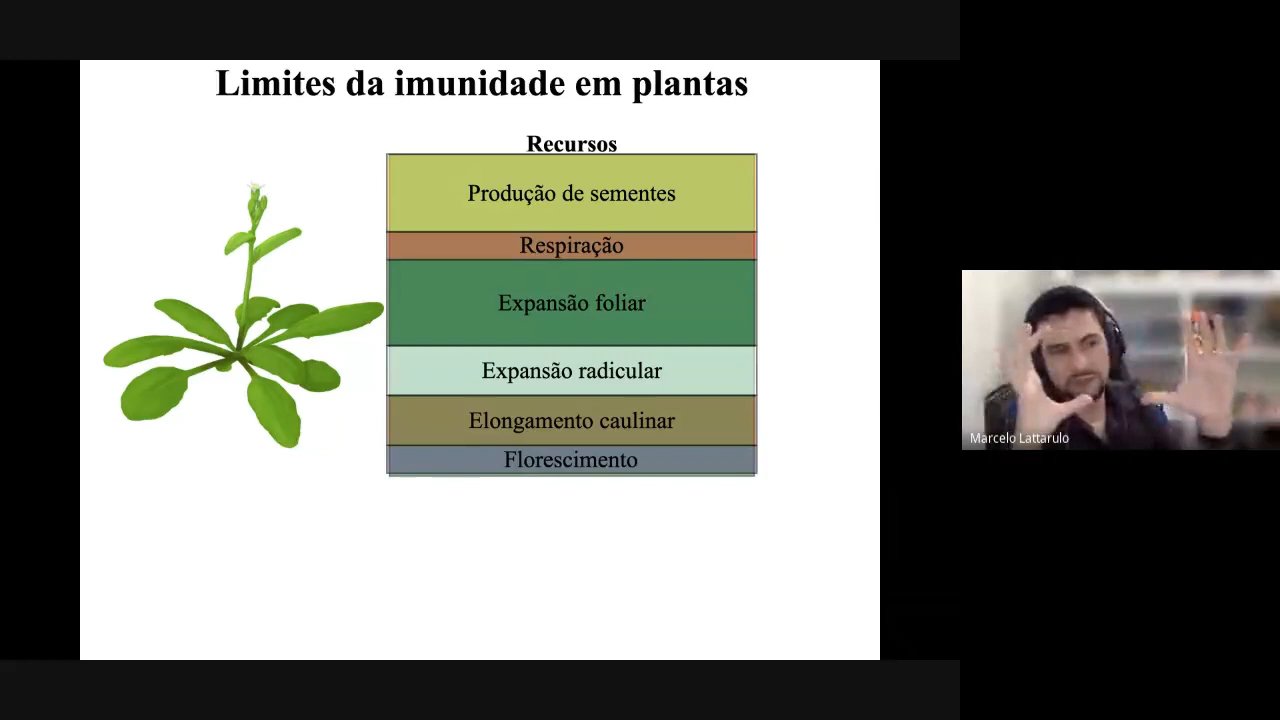 Limites da imunidade em plantas
Recursos
Produção de sementes
Respiração
Expansão foliar
Expansão radicular
Elongamento caulinar
Florescimento
Marcelo Lattarulo